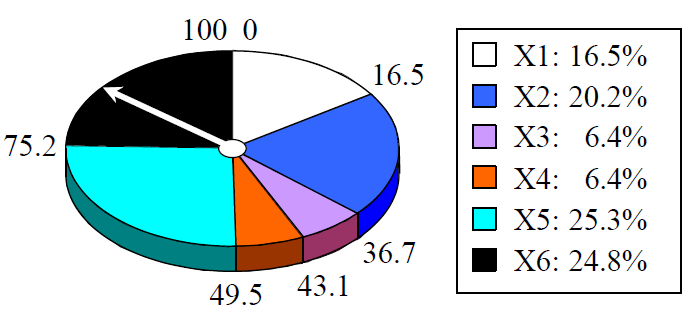 100 0
16.5
75.2
36.7
43.1
49.5
X1: 16.5%
X2: 20.2%
X3: 6.4%
X4: 6.4%
X5: 25.3%
X6: 24.8%